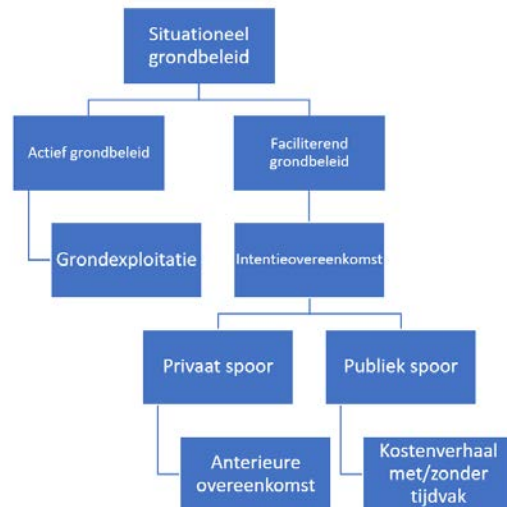 Situationeel
grondbeleid
Actief grondbeleid
Faciliterend
grondbeleid
Grondexploitatie
Intentieovereenkomst
Privaat spoor
Publiek spoor
Anterieure
overeenkomst
Kostenverhaal
met/zonder
tijdvak